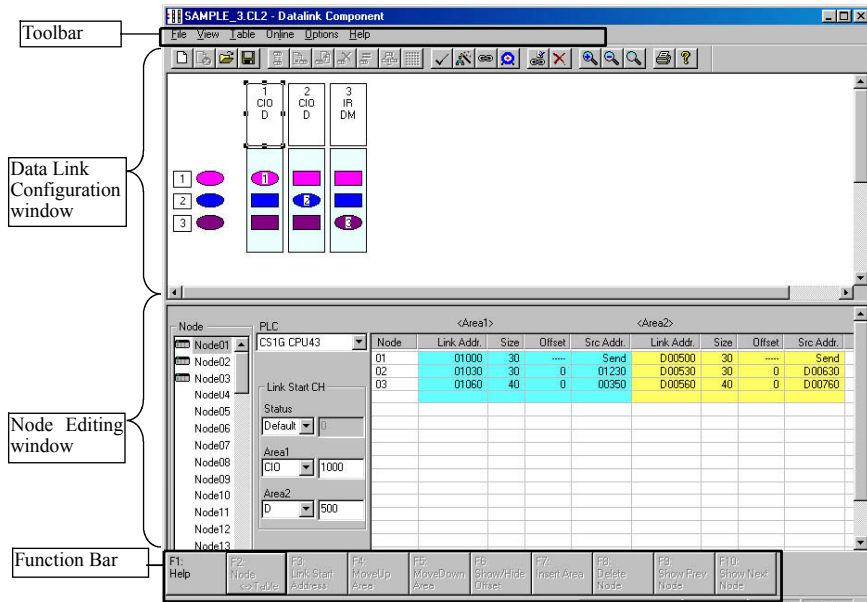 SAMPLE_3.CL2 - Datalink Component
Toolbar
File View Table Online Options Help
1 2 3
CIO CIO IR
D D DM
Data Link
Configuration
window
1 1
2 2
3 3
<Area1> <Area2>
Node PLC
Node01 CS1G CPU43 Node Link Addr. Size Offset Src Addr. Link Addr. Size Offset Src Addr.
Node02 01 01000 30 ----- Send D00500 30 ----- Send
Node03 02 01030 30 0 01230 D00530 30 0 D00630
03 01060 40 0 00350 D00560 40 0 D00760
Node04 Link Start CH
Node05 Status
Node Editing
window
Node06 Default 0
Node07 Area1
Node08 CIO 1000
Node09
Node10 Area2
Node11 D 500
Node12
Node13
Function Bar
F1: F2: F3: F4: F5: F6: F7: F8: F9: F10:
Help Node Link Start MoveUp MoveDown Show/Hide Insert Area Delete Show Prev Show Next
<=>Table Address Area Area Offset Node Node Node